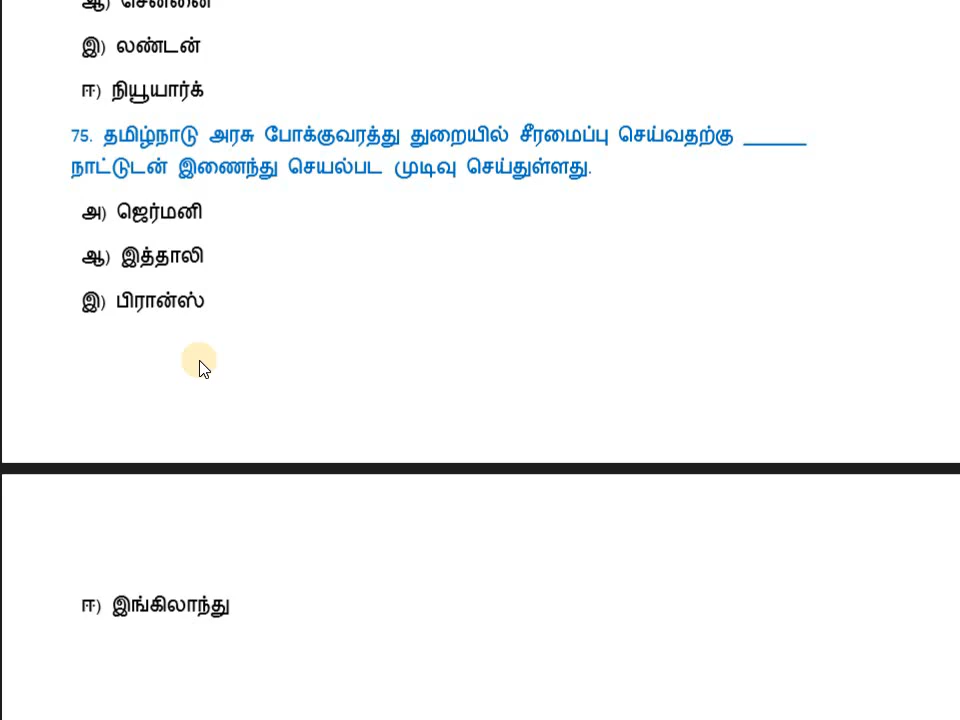 ஆ) சென்னை
இ) லண்டன்
ஈ) நியூயார்க்
75. தமிழ்நாடு அரசு போக்குவரத்து துறையில் சீரமைப்பு செய்வதற்கு ______
நாட்டுடன் இணைந்து செயல்பட முடிவு செய்துள்ளது.
அ) ஜெர்மனி
ஆ) இத்தாலி
இ) பிரான்ஸ்
ஈ) இங்கிலாந்து